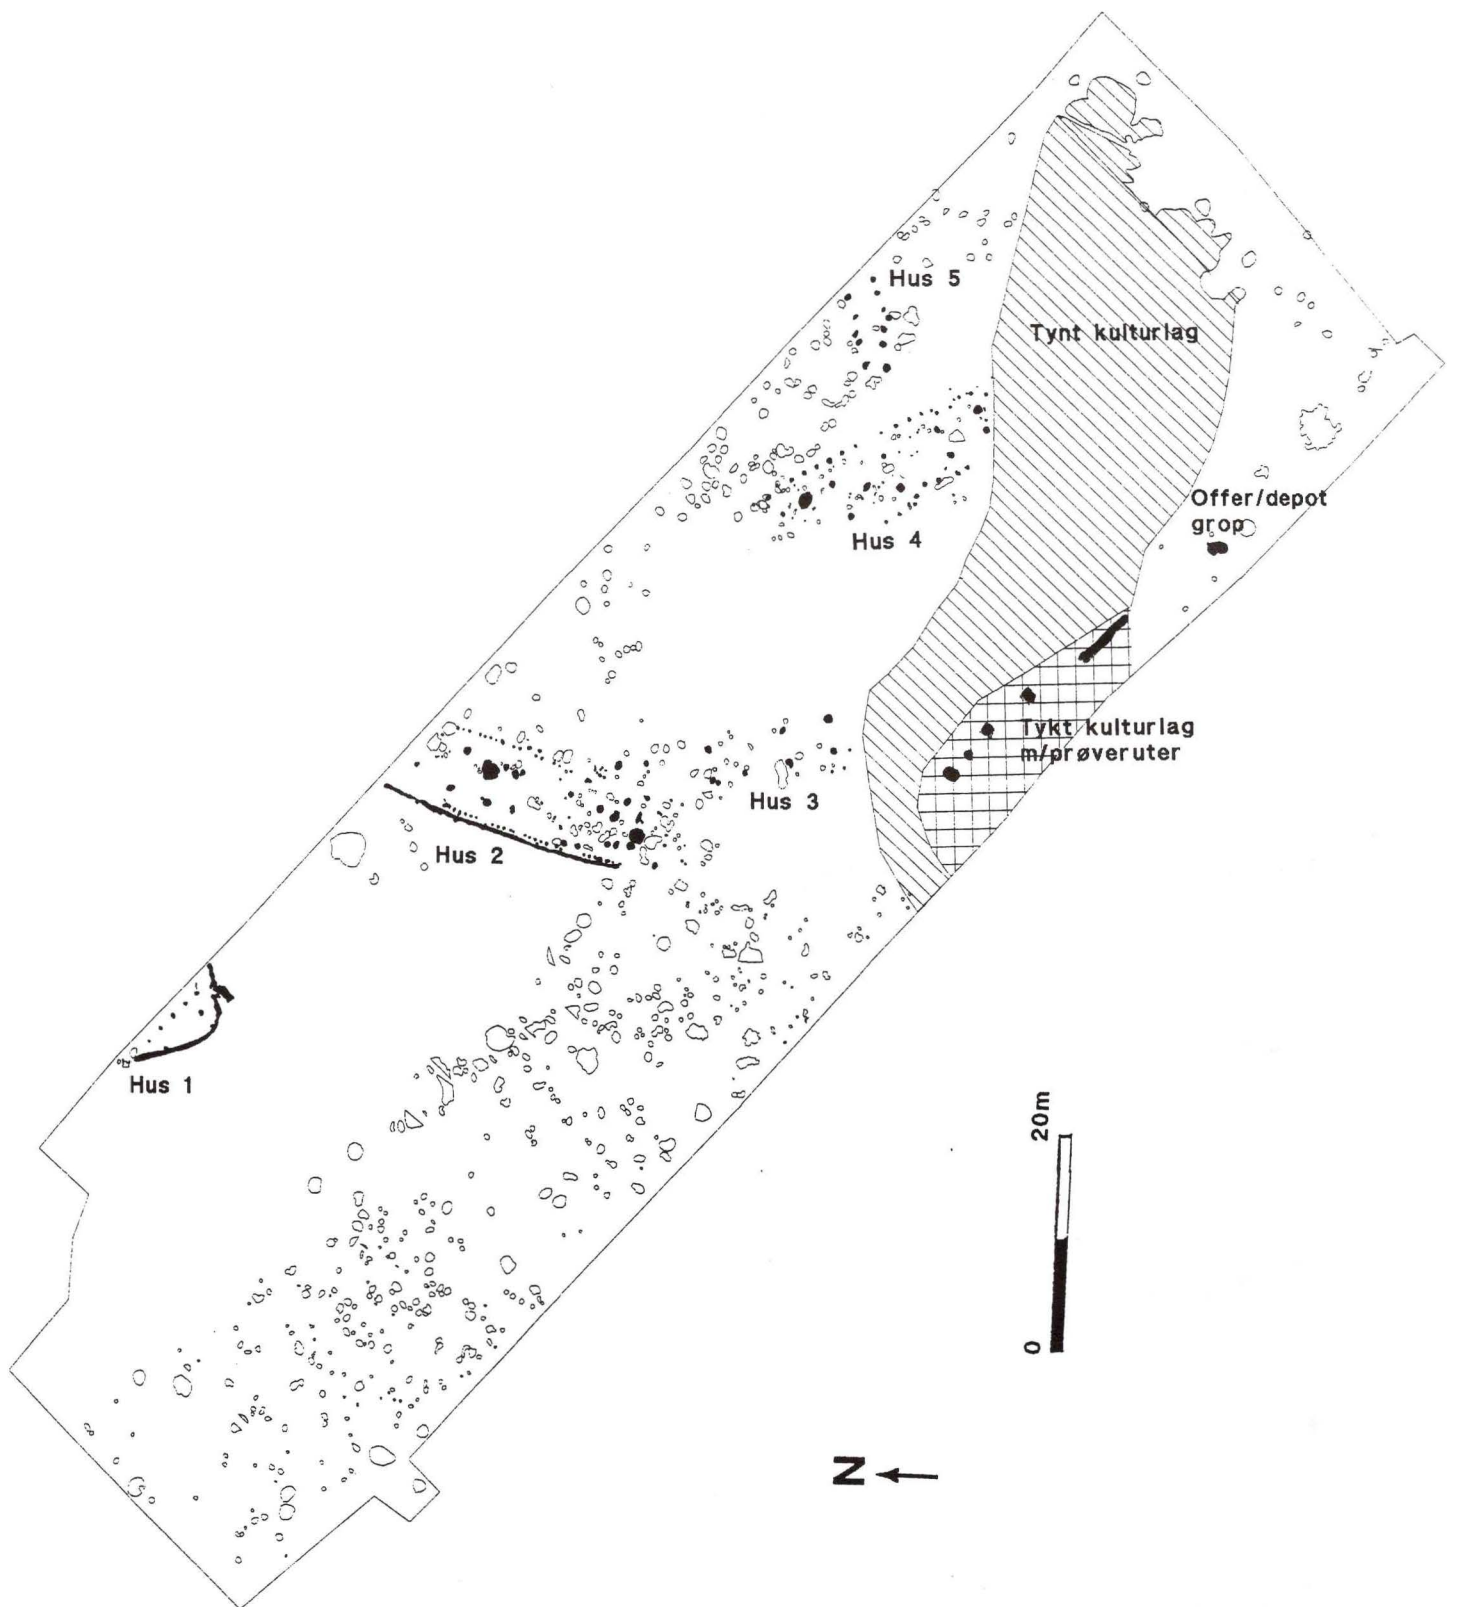 Hus 5
Tynt kulturlag
Offer/depot
grop
Hus 4
Tykt kulturlag
m/prøveruter
Hus 3
Hus 2
Hus 1
20m
0
N